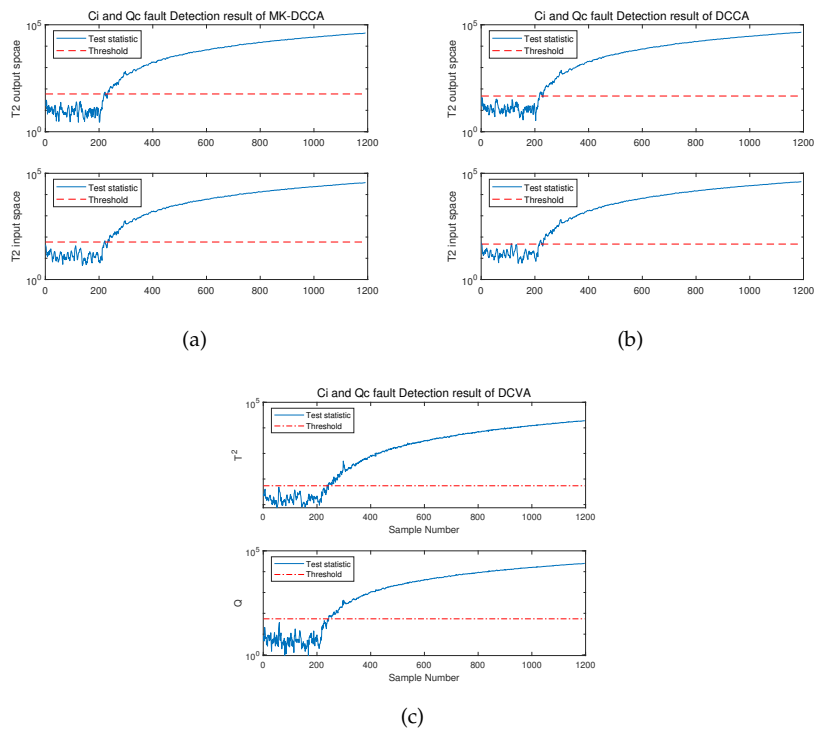 Ci and Qc fault Detection result of MK-DCCA
10^5
Test statistic
Threshold
T2 output spcae
10^0
0 200 400 600 800 1000 1200
10^5
Test statistic
Threshold
T2 input space
10^0
0 200 400 600 800 1000 1200
(a)
Ci and Qc fault Detection result of DCCA
10^5
Test statistic
Threshold
T2 output space
10^0
0 200 400 600 800 1000 1200
10^5
Test statistic
Threshold
T2 input space
10^0
0 200 400 600 800 1000 1200
(b)
Ci and Qc fault Detection result of DCVA
10^5
Test statistic
Threshold
T^2
0 200 400 600 800 1000 1200
Sample Number
10^5
Test statistic
Threshold
Q
10^0
0 200 400 600 800 1000 1200
Sample Number
(c)